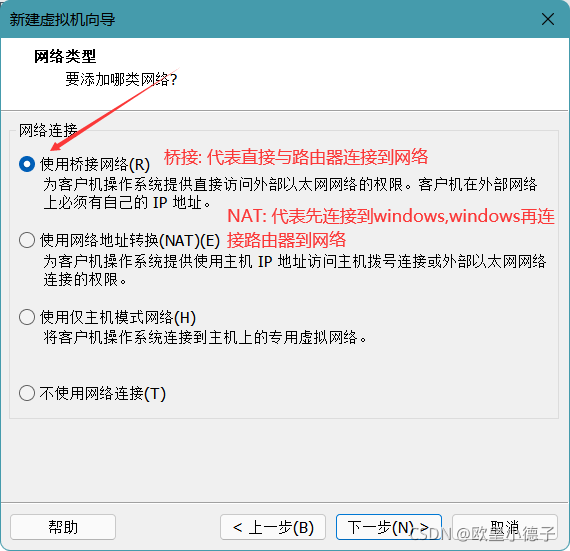 新建虚拟机向导
网络类型
要添加哪类网络?
网络连接
使用桥接网络(R)
桥接: 代表直接与路由器连接到网络
为客户机操作系统提供直接访问外部以太网网络的权限。客户机在外部网络
上必须有自己的 IP 地址。
NAT: 代表先连接到windows,windows再连
接路由器到网络
使用网络地址转换(NAT)(E)
为客户机操作系统提供使用主机 IP 地址访问主机拨号连接或外部以太网网络
连接的权限。
使用仅主机模式网络(H)
将客户机操作系统连接到主机上的专用虚拟网络。
不使用网络连接(T)
帮助
< 上一步(B)
下一步(N) >
取消
CSDN @欧皇小德子